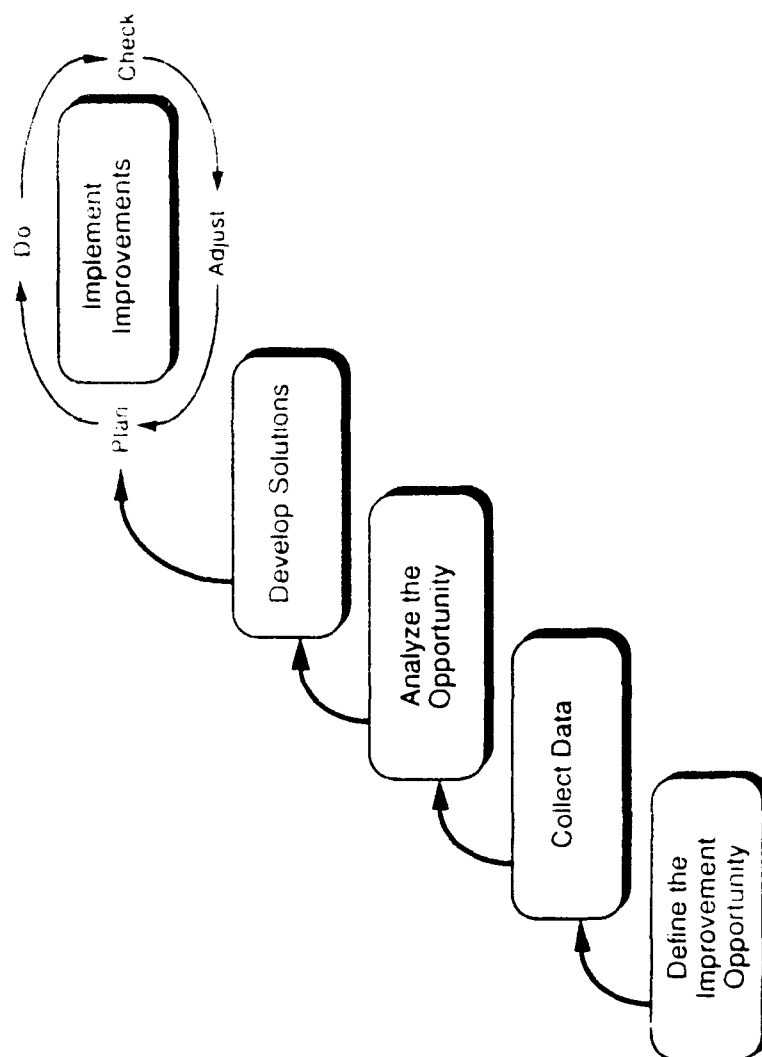 Define the
Improvement
Opportunity
Collect Data
Analyze the
Opportunity
Develop Solutions
Plan
Do
Check
Adjust
Implement
Improvements